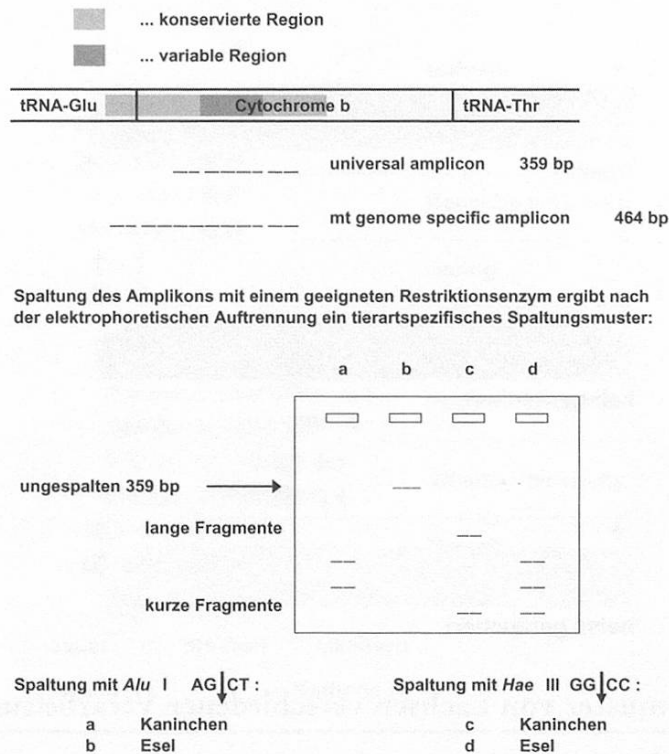 ... konservierte Region
... variable Region
tRNA-Glu Cytochrome b tRNA-Thr
universal amplicon 359 bp
mt genome specific amplicon 464 bp
Spaltung des Amplikons mit einem geeigneten Restriktionsenzym ergibt nach
der elektrophoretischen Auftrennung ein tierartspezifisches Spaltungsmuster:
a b c d
ungespalten 359 bp
lange Fragmente
kurze Fragmente
Spaltung mit Alu I AG CT : Spaltung mit Hae III GG CC :
a Kaninchen c Kaninchen
b Esel d Esel